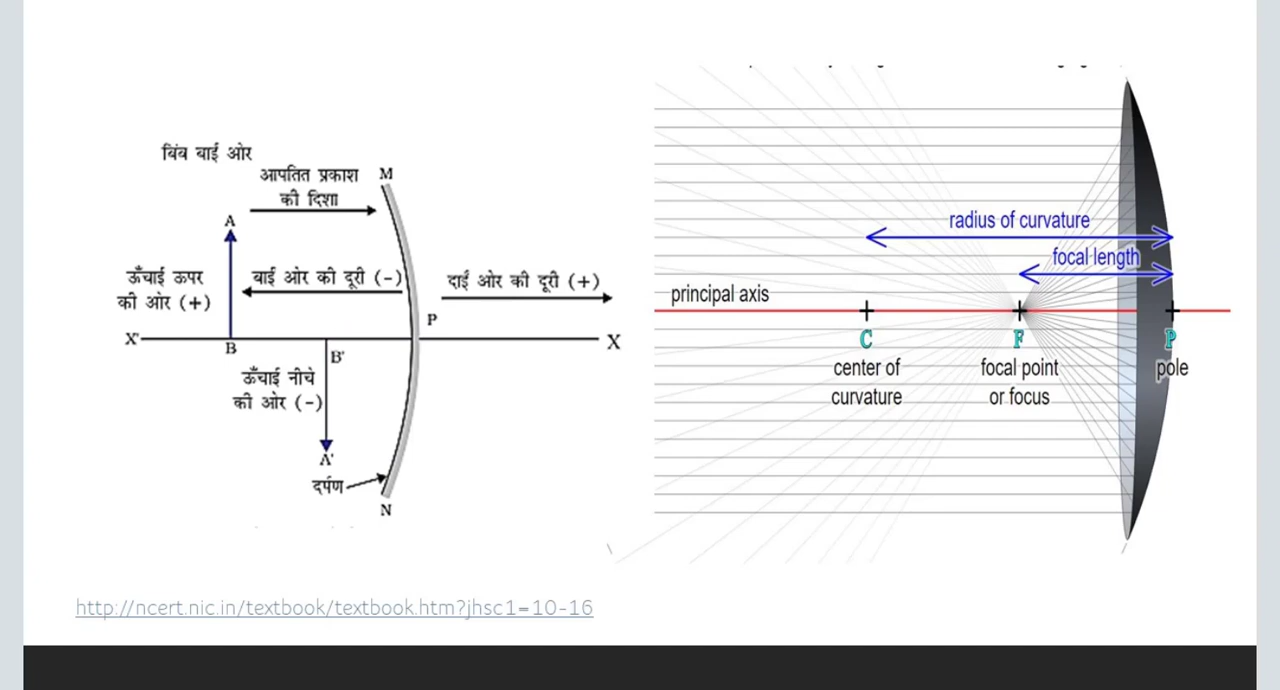 बिंब बाईं ओर
आपतित प्रकाश
की दिशा
M
A
ऊँचाई ऊपर
की ओर (+)
बाईं ओर की दूरी (-)
दाईं ओर की दूरी (+)
P
X'
B
B'
X
ऊँचाई नीचे
की ओर (-)
A'
दर्पण
N
radius of curvature
focal length
principal axis
C
F
P
center of
curvature
focal point
or focus
pole
http://ncert.nic.in/textbook/textbook.htm?jhsc1=10-16